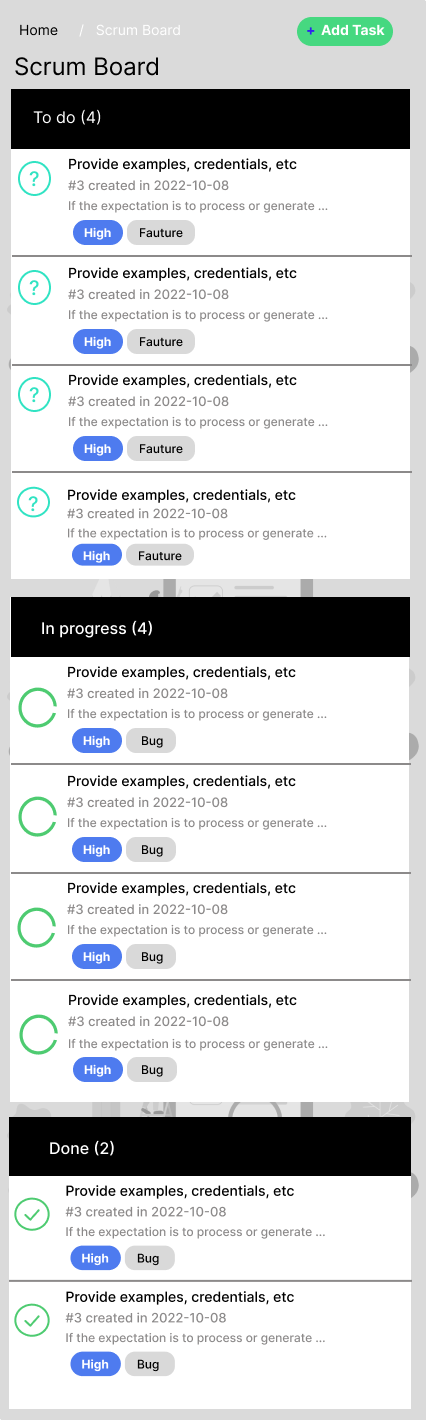 Home / Scrum Board
+ Add Task
Scrum Board
To do (4)
Provide examples, credentials, etc
#3 created in 2022-10-08
If the expectation is to process or generate ...
High Fauture
Provide examples, credentials, etc
#3 created in 2022-10-08
If the expectation is to process or generate ...
High Fauture
Provide examples, credentials, etc
#3 created in 2022-10-08
If the expectation is to process or generate ...
High Fauture
Provide examples, credentials, etc
#3 created in 2022-10-08
If the expectation is to process or generate ...
High Fauture
In progress (4)
Provide examples, credentials, etc
#3 created in 2022-10-08
If the expectation is to process or generate ...
High Bug
Provide examples, credentials, etc
#3 created in 2022-10-08
If the expectation is to process or generate ...
High Bug
Provide examples, credentials, etc
#3 created in 2022-10-08
If the expectation is to process or generate ...
High Bug
Provide examples, credentials, etc
#3 created in 2022-10-08
If the expectation is to process or generate ...
High Bug
Done (2)
Provide examples, credentials, etc
#3 created in 2022-10-08
If the expectation is to process or generate ...
High Bug
Provide examples, credentials, etc
#3 created in 2022-10-08
If the expectation is to process or generate ...
High Bug